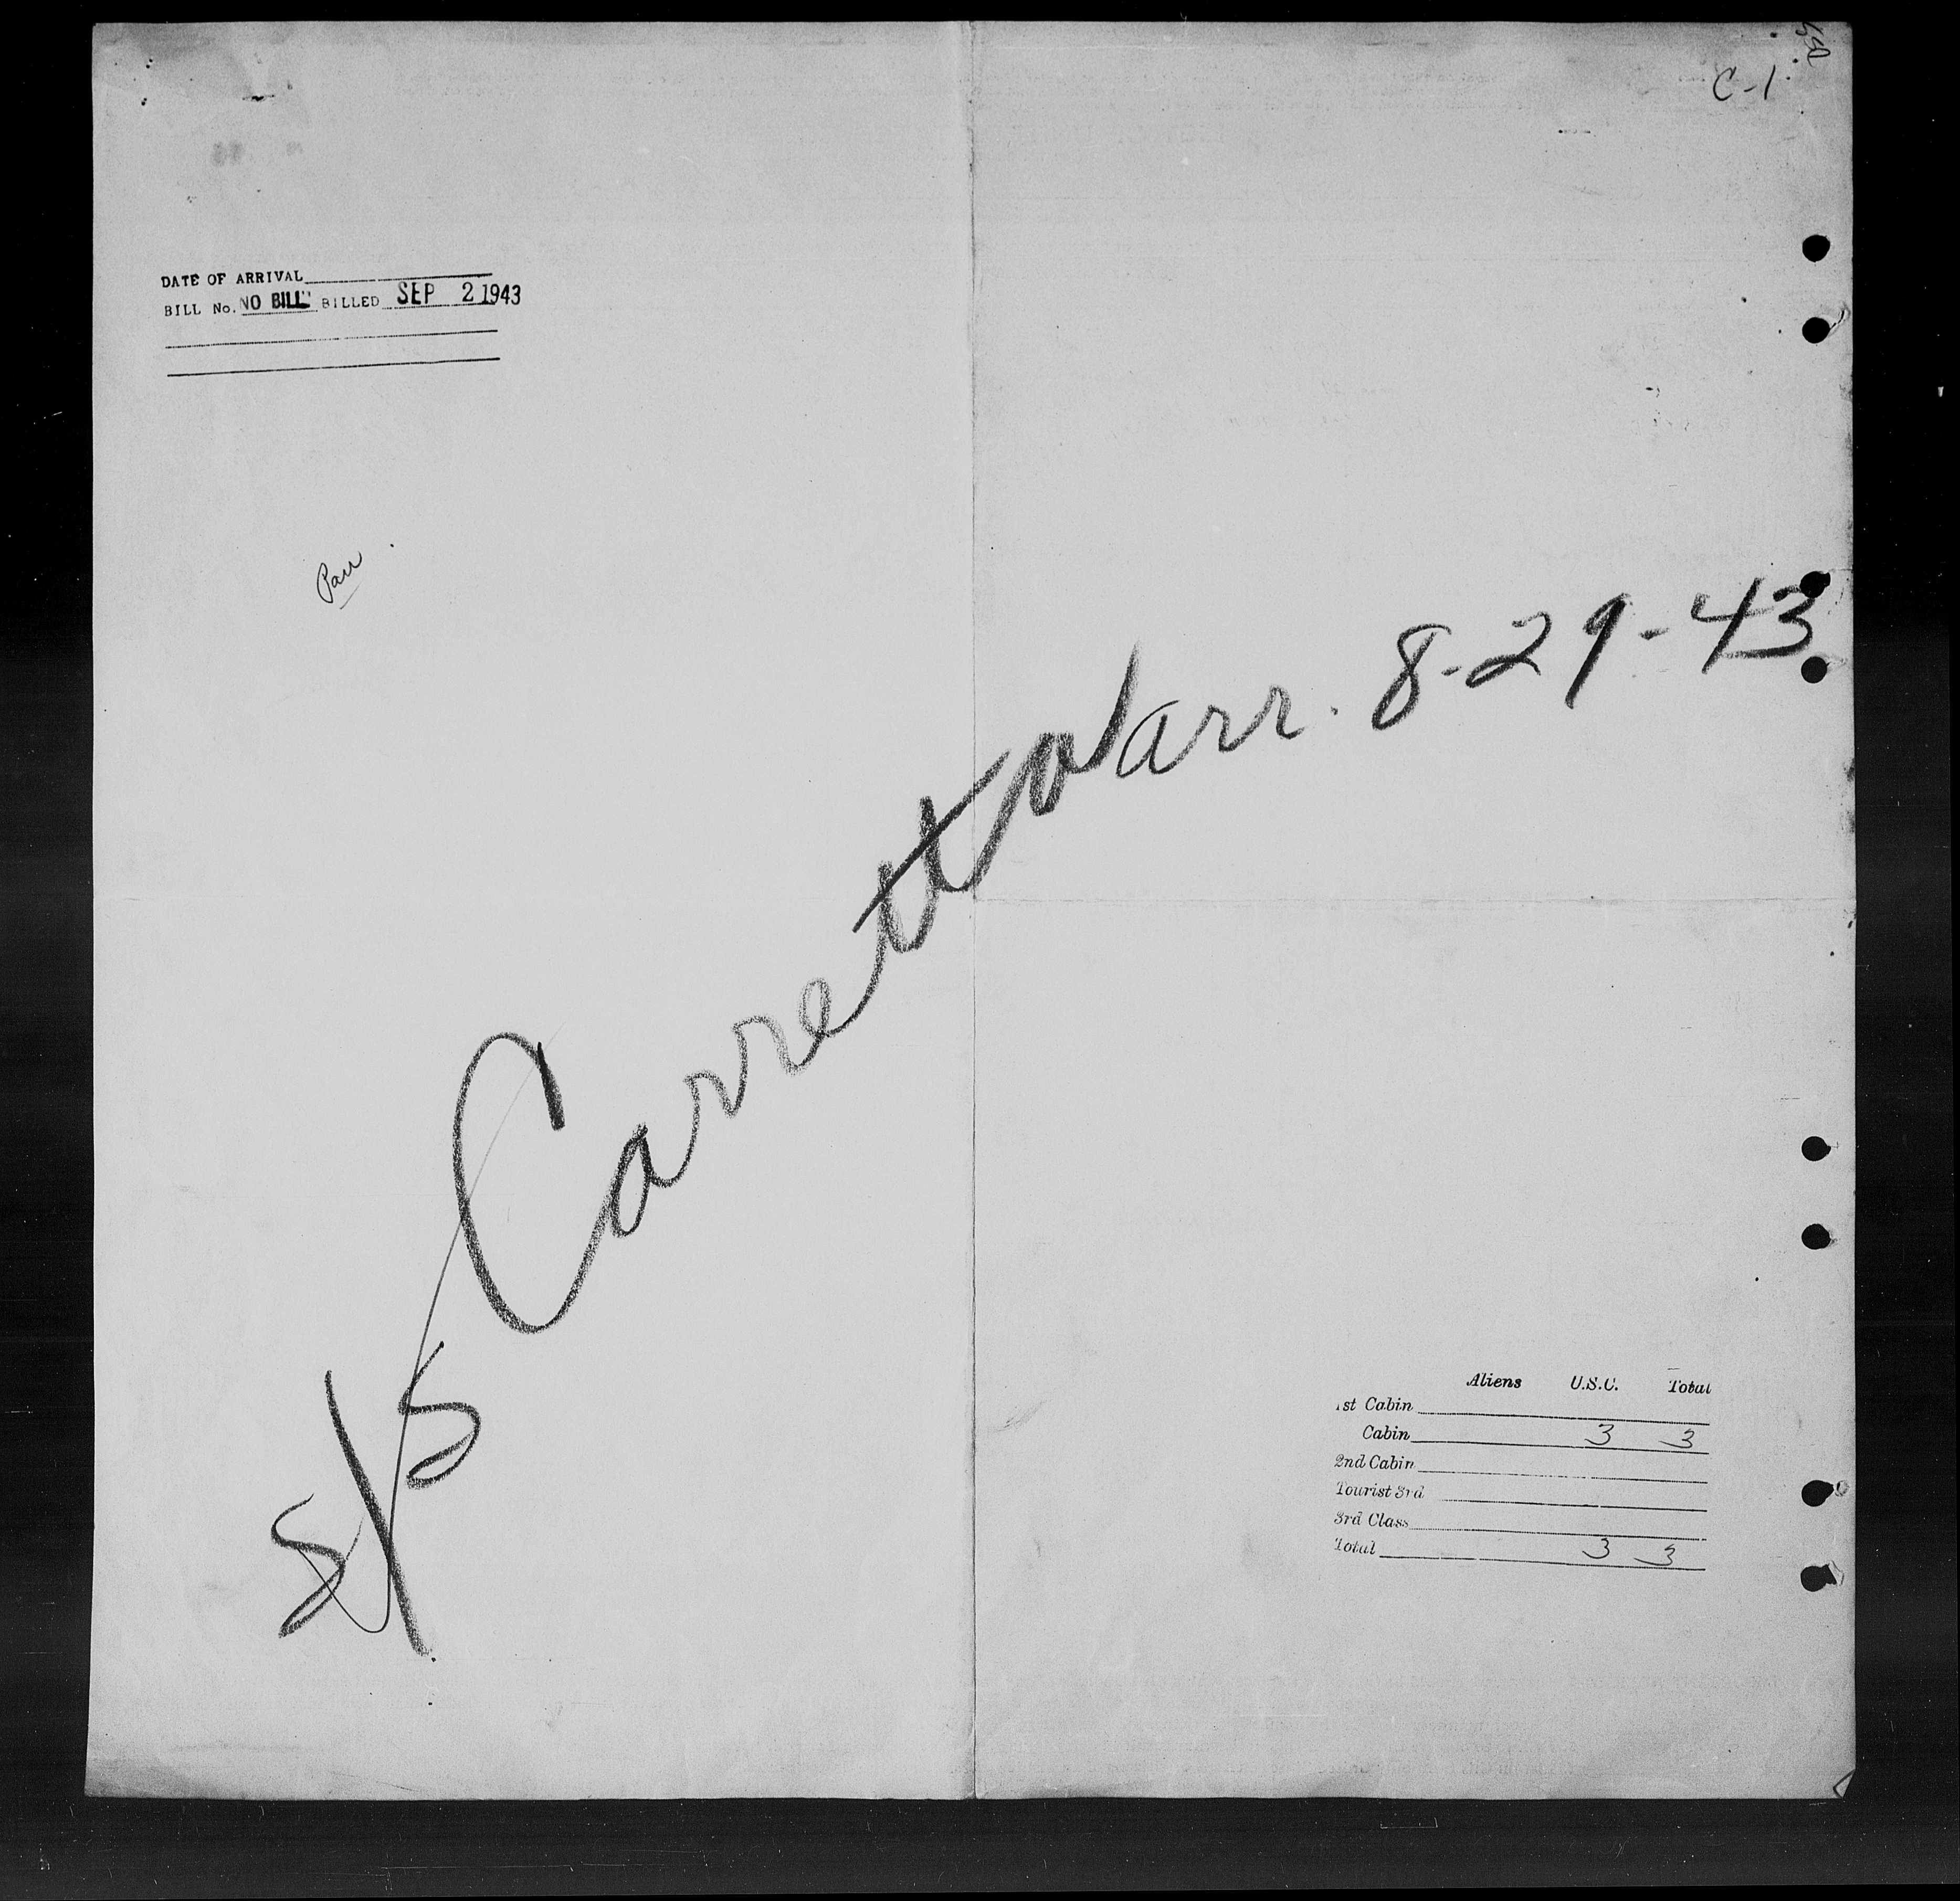 C-1
DATE OF ARRIVAL
BILL No. NO BILL BILLED SEP 2 1943
S/S Carretto arr. 8-29-43
Aliens U.S.C. Total
1st Cabin
Cabin 3 3
2nd Cabin
Tourist 3rd
3rd Class
Total 3 3